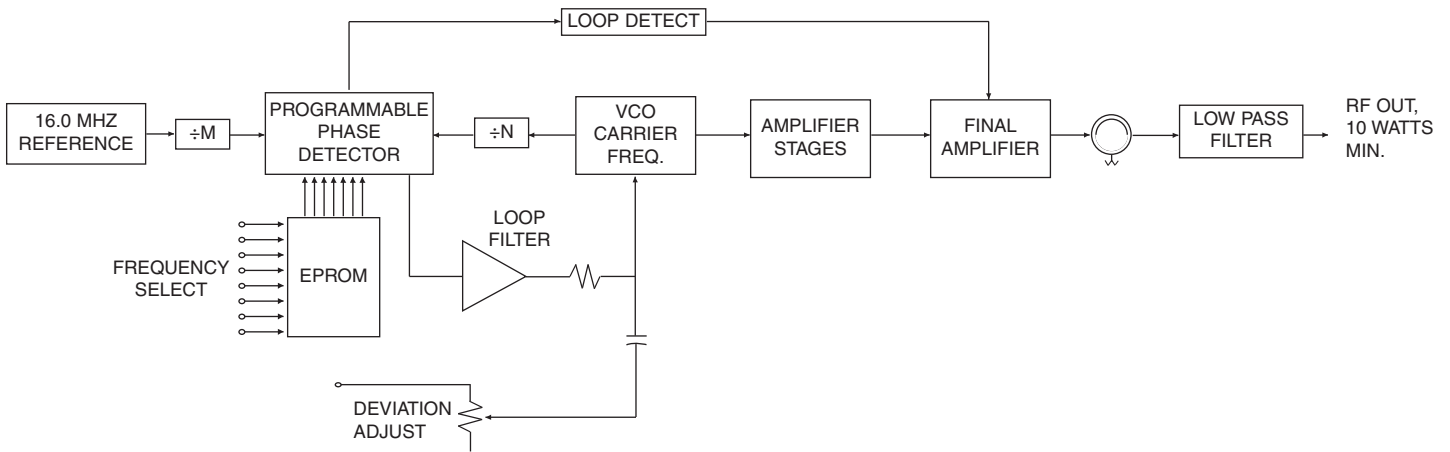 LOOP DETECT
16.0 MHZ
REFERENCE
÷M
PROGRAMMABLE
PHASE
DETECTOR
÷N
VCO
CARRIER
FREQ.
AMPLIFIER
STAGES
FINAL
AMPLIFIER
LOW PASS
FILTER
RF OUT,
10 WATTS
MIN.
FREQUENCY
SELECT
EPROM
LOOP
FILTER
DEVIATION
ADJUST